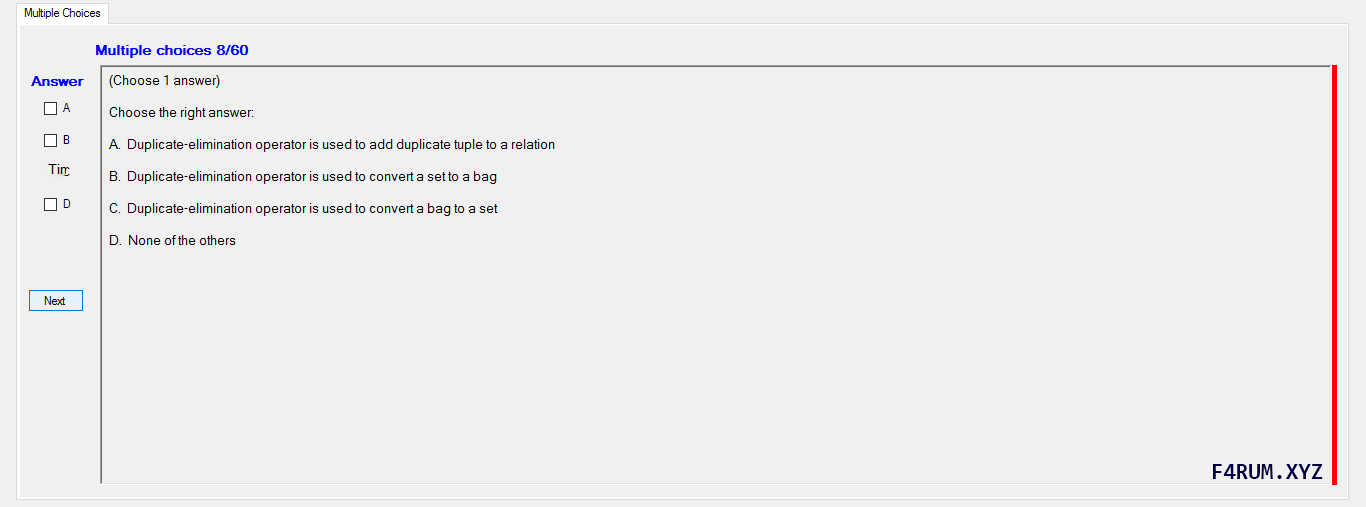 Multiple Choices
Multiple choices 8/60
Answer
(Choose 1 answer)
A
Choose the right answer:
B
A. Duplicate-elimination operator is used to add duplicate tuple to a relation
B. Duplicate-elimination operator is used to convert a set to a bag
D
C. Duplicate-elimination operator is used to convert a bag to a set
D. None of the others
Next
F4RUM.XYZ